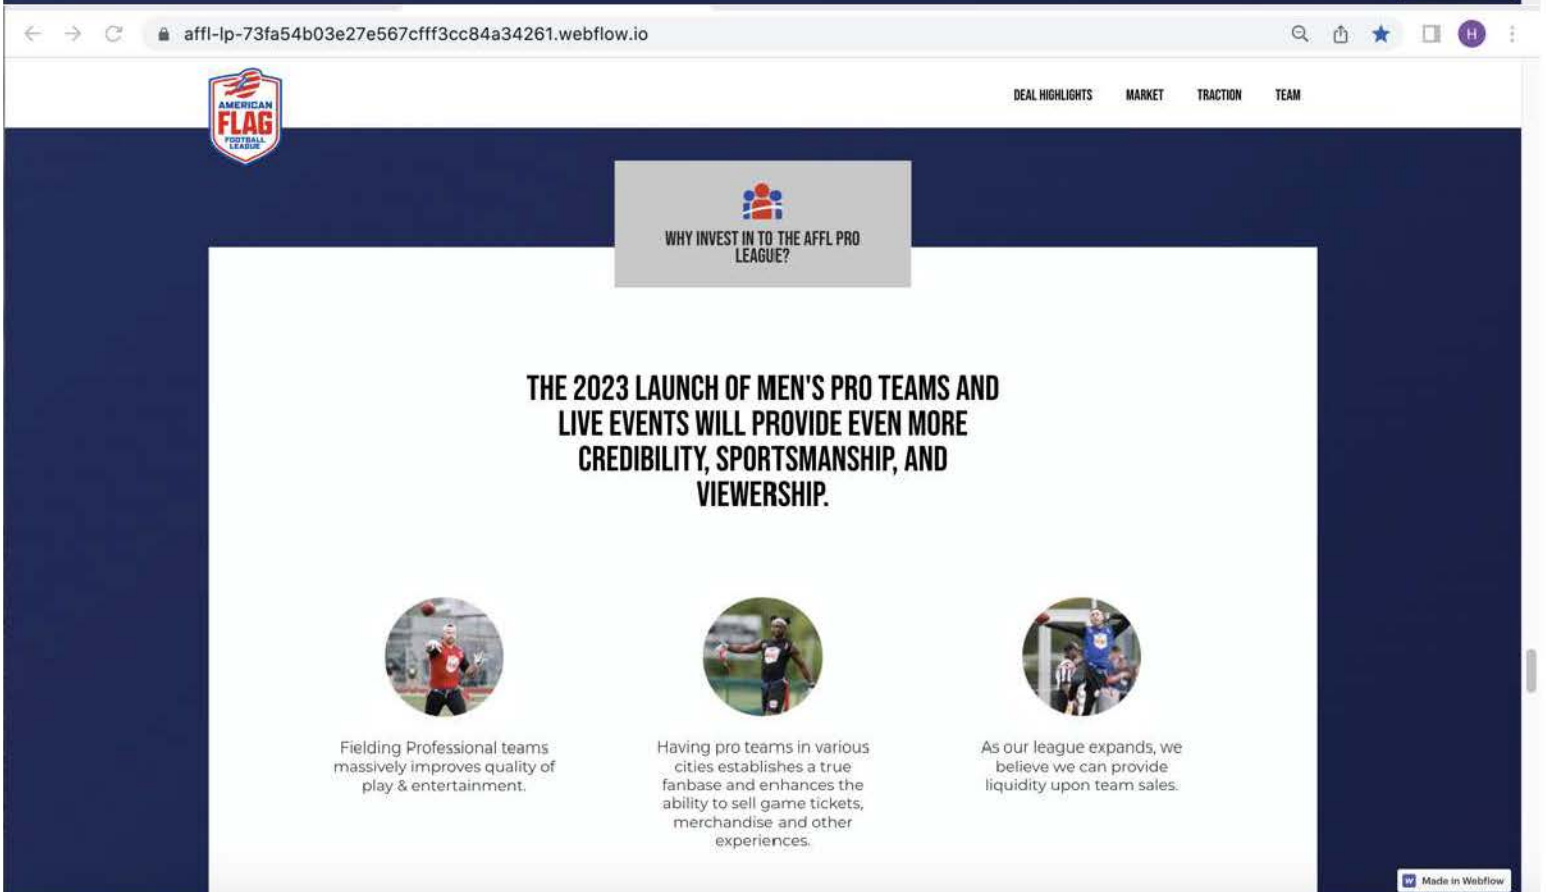 affl-lp-73fa54b03e27e567cfff3cc84a34261.webflow.io
H
AMERICAN
FLAG
FOOTBALL
LEAGUE
DEAL HIGHLIGHTS MARKET TRACTION TEAM
WHY INVEST IN TO THE AFFL PRO
LEAGUE?
THE 2023 LAUNCH OF MEN'S PRO TEAMS AND
LIVE EVENTS WILL PROVIDE EVEN MORE
CREDIBILITY, SPORTSMANSHIP, AND
VIEWERSHIP.
Fielding Professional teams
massively improves quality of
play & entertainment.
Having pro teams in various
cities establishes a true
fanbase and enhances the
ability to sell game tickets,
merchandise and other
experiences.
As our league expands, we
believe we can provide
liquidity upon team sales.
W Made in Webflow